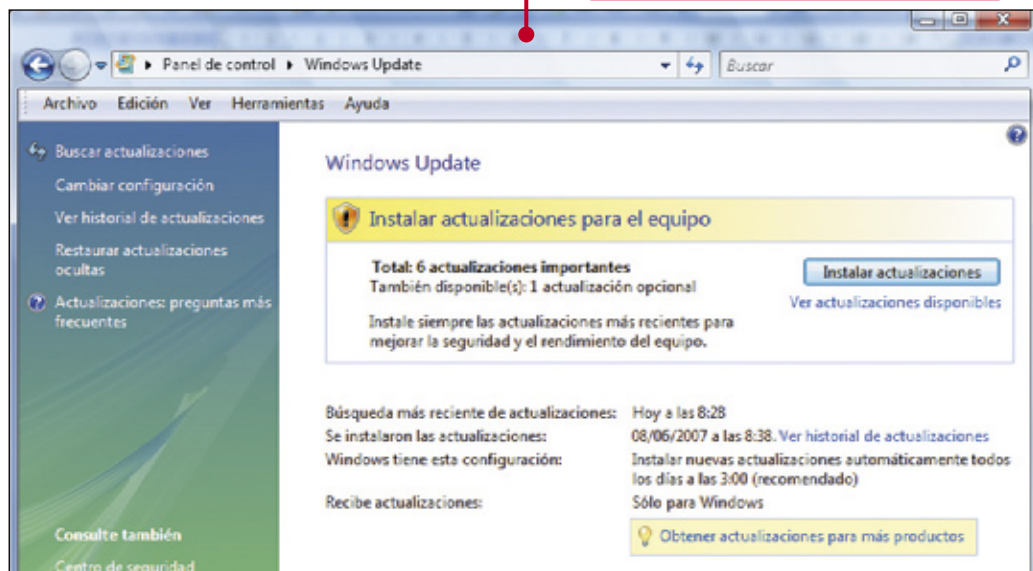 Panel de control Windows Update
Buscar
Archivo Edición Ver Herramientas Ayuda
Buscar actualizaciones
Cambiar configuración
Ver historial de actualizaciones
Restaurar actualizaciones
ocultas
Actualizaciones: preguntas más
frecuentes
Consulte también
Centro de seguridad
Windows Update
Instalar actualizaciones para el equipo
Total: 6 actualizaciones importantes
También disponible(s): 1 actualización opcional
Instale siempre las actualizaciones más recientes para
mejorar la seguridad y el rendimiento del equipo.
Instalar actualizaciones
Ver actualizaciones disponibles
Búsqueda más reciente de actualizaciones: Hoy a las 8:28
Se instalaron las actualizaciones: 08/06/2007 a las 8:38. Ver historial de actualizaciones
Windows tiene esta configuración: Instalar nuevas actualizaciones automáticamente todos
los días a las 3:00 (recomendado)
Recibe actualizaciones: Sólo para Windows
Obtener actualizaciones para más productos